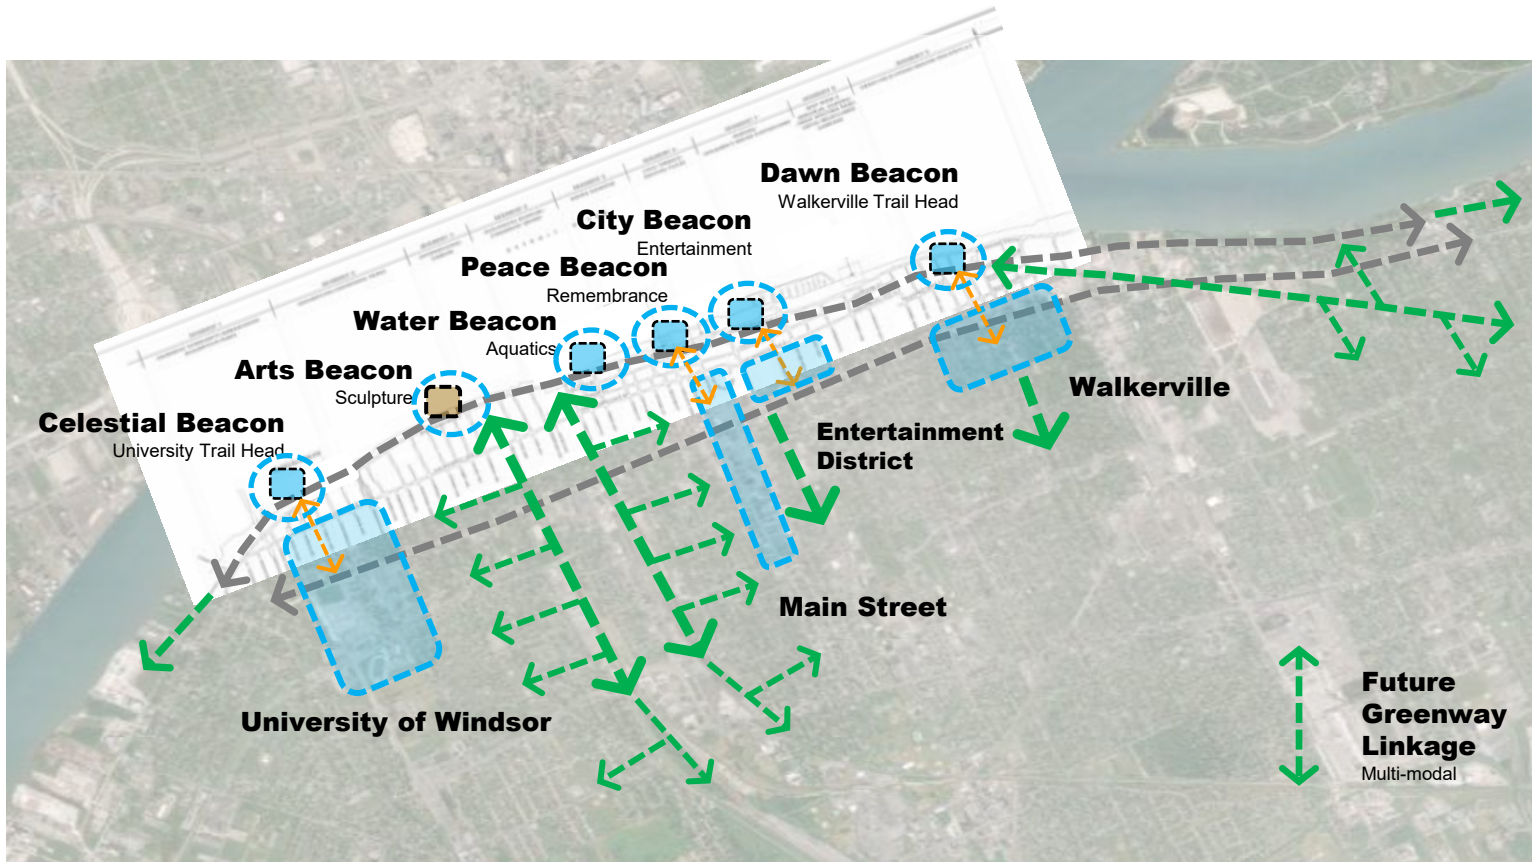 Dawn Beacon
Walkerville Trail Head
City Beacon
Entertainment
Peace Beacon
Remembrance
Water Beacon
Aquatics
Arts Beacon
Sculpture
Celestial Beacon
University Trail Head
Walkerville
Entertainment
District
Main Street
University of Windsor
Future
Greenway
Linkage
Multi-modal